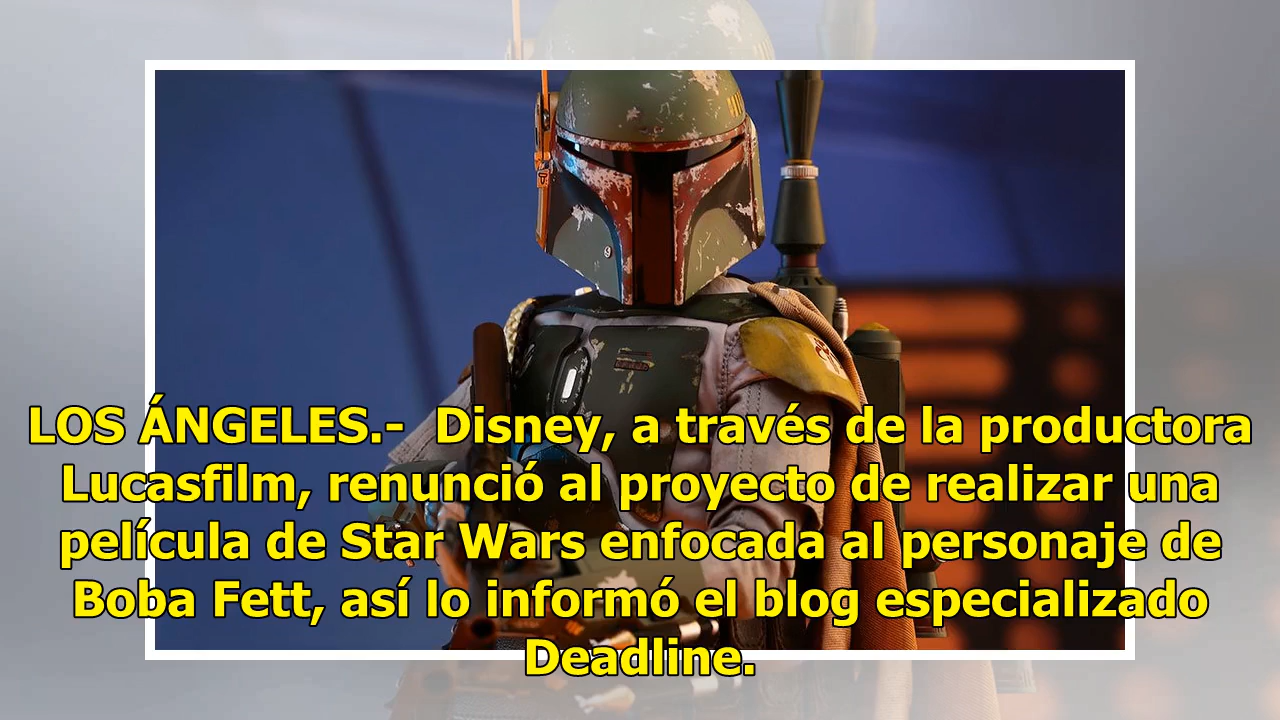 LOS ÁNGELES.- Disney, a través de la productora
Lucasfilm, renunció al proyecto de realizar una
película de Star Wars enfocada al personaje de
Boba Fett, así lo informó el blog especializado
Deadline.